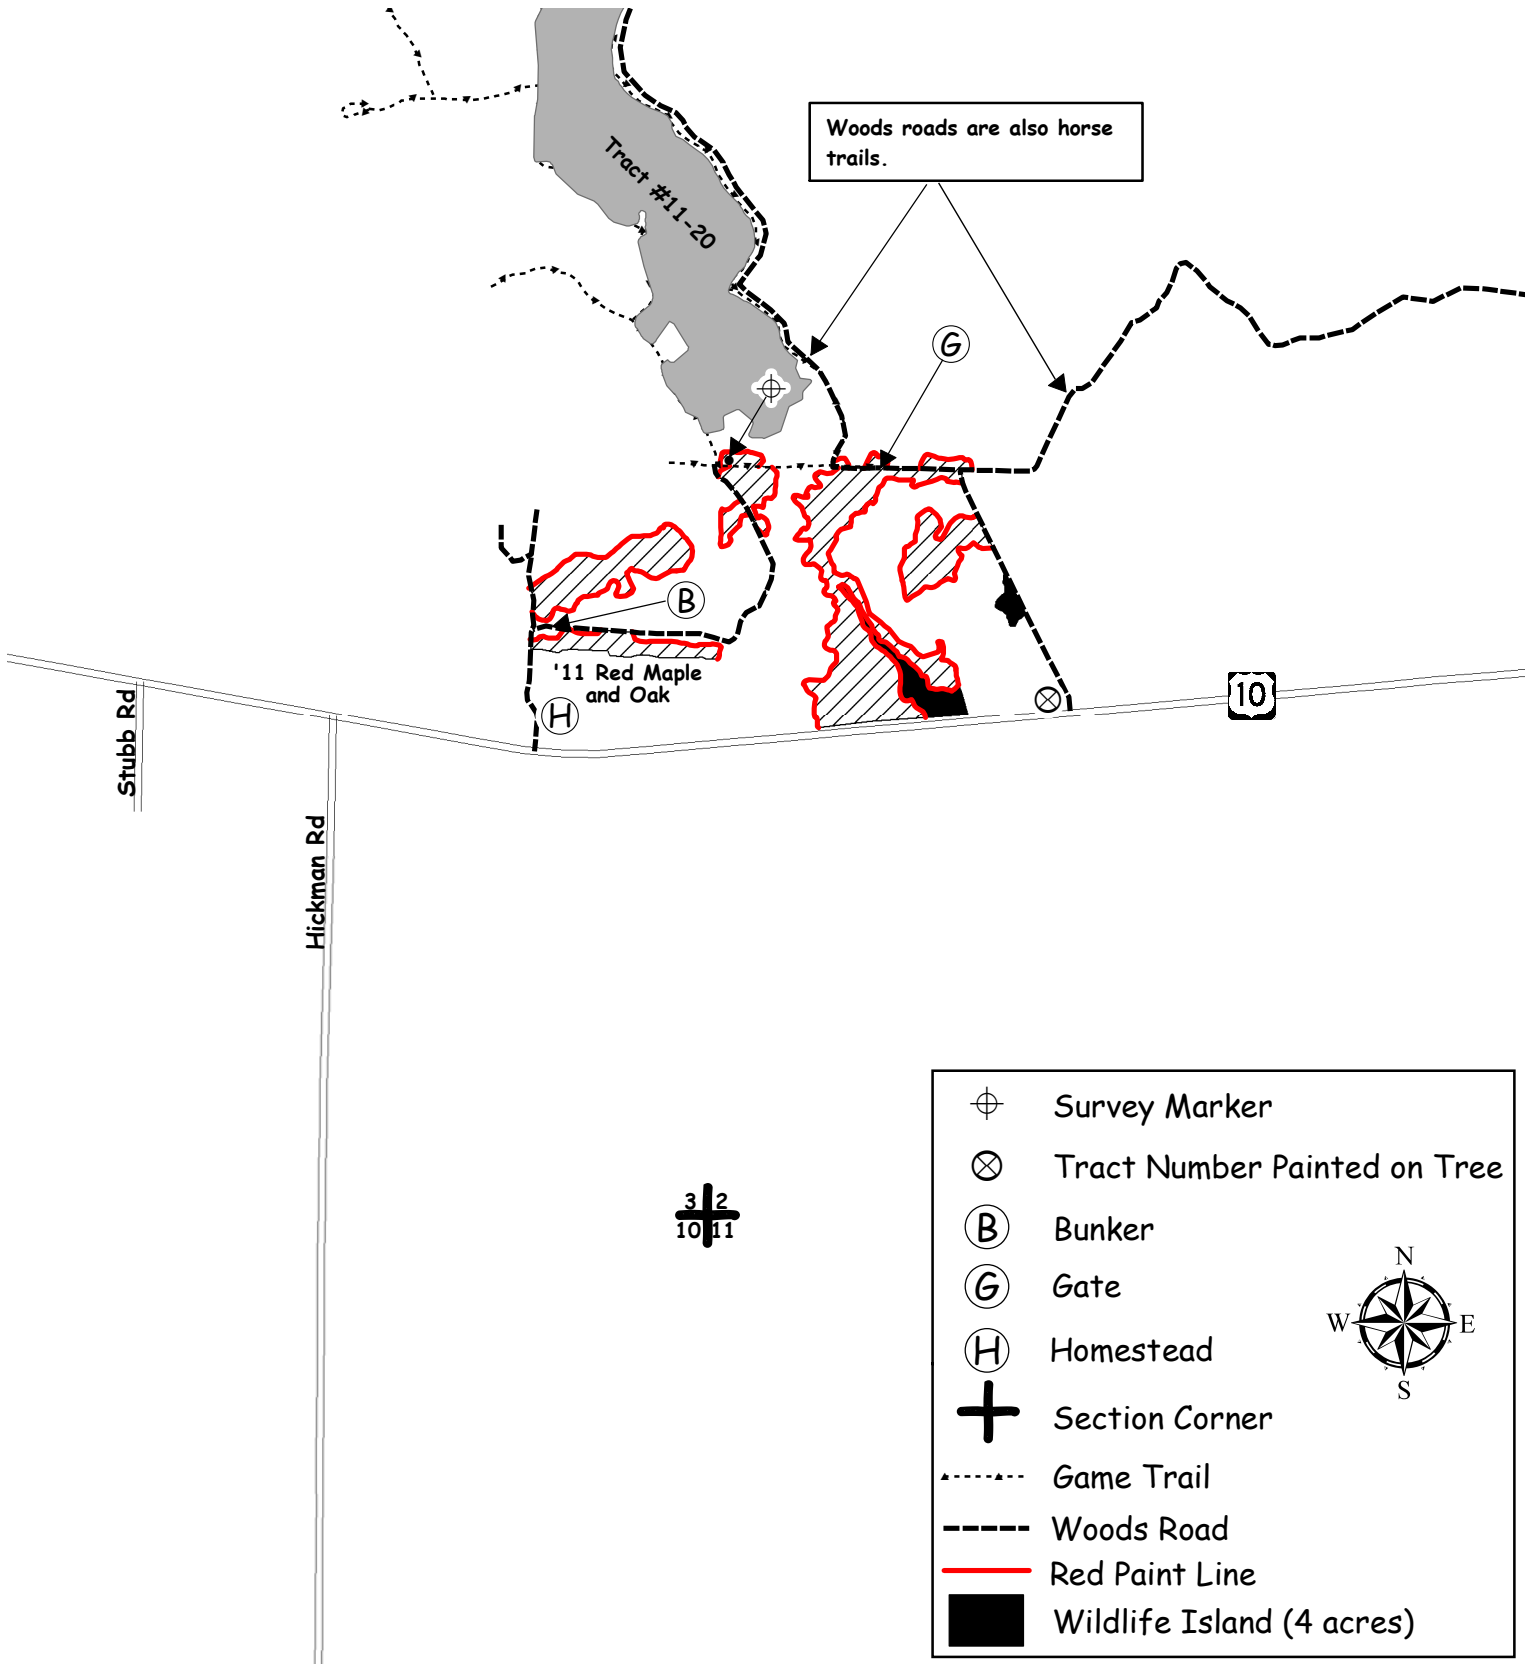 Woods roads are also horse
trails.
Tract #11-20
G
B
'11 Red Maple
and Oak
H
10
Stubb Rd
Hickman Rd
3 2
10 11
Survey Marker
Tract Number Painted on Tree
B Bunker
G Gate
H Homestead
Section Corner
Game Trail
Woods Road
Red Paint Line
Wildlife Island (4 acres)
N
W E
S